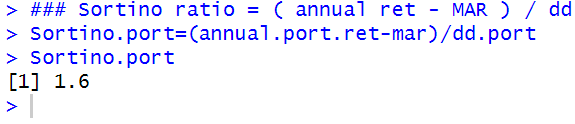 > ### Sortino ratio = ( annual ret - MAR ) / dd
> Sortino.port=(annual.port.ret-mar)/dd.port
> Sortino.port
[1] 1.6
>